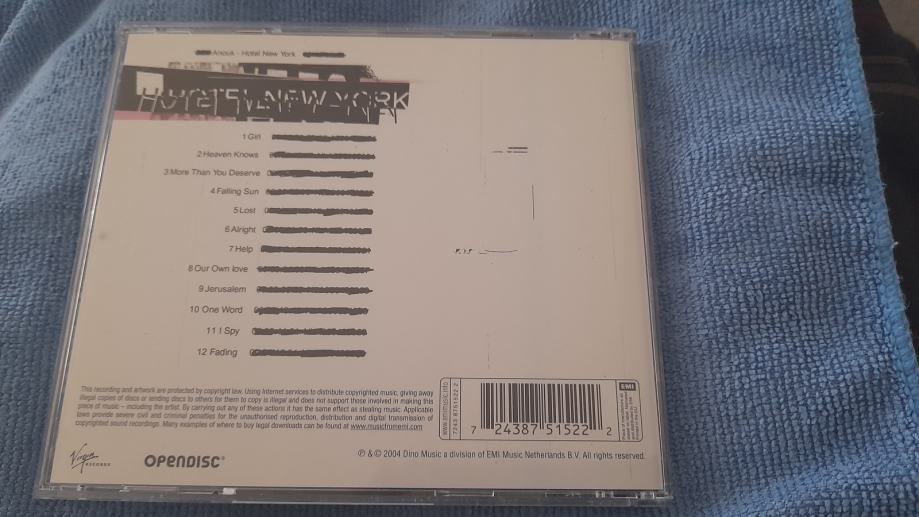 Anouk - Hotel New York
HOTEL NEW YORK
1 Girl
2 Heaven Knows
3 More Than You Deserve
4 Falling Sun
5 Lost
6 Alright
7 Help
8 Our Own love
9 Jerusalem
10 One Word
11 I Spy
12 Fading
This recording and artwork are protected by copyright law. Using Internet services to distribute copyrighted music, giving away
illegal copies of discs or lending discs to others for them to copy is illegal and does not support those involved in making this
piece of music – including the artist. By carrying out any of these actions it has the same effect as stealing music. Applicable
laws provide severe civil and criminal penalties for the unauthorised reproduction, distribution and digital transmission of
copyrighted sound recordings. Many examples of where to buy legal downloads can be found at www.musicfromemi.com
www.emimusic.info
7243 8751522 2
7 24387 51522 2
EMI
Virgin
RECORDS
OPENDISC
℗ & © 2004 Dino Music a division of EMI Music Netherlands B.V. All rights reserved.